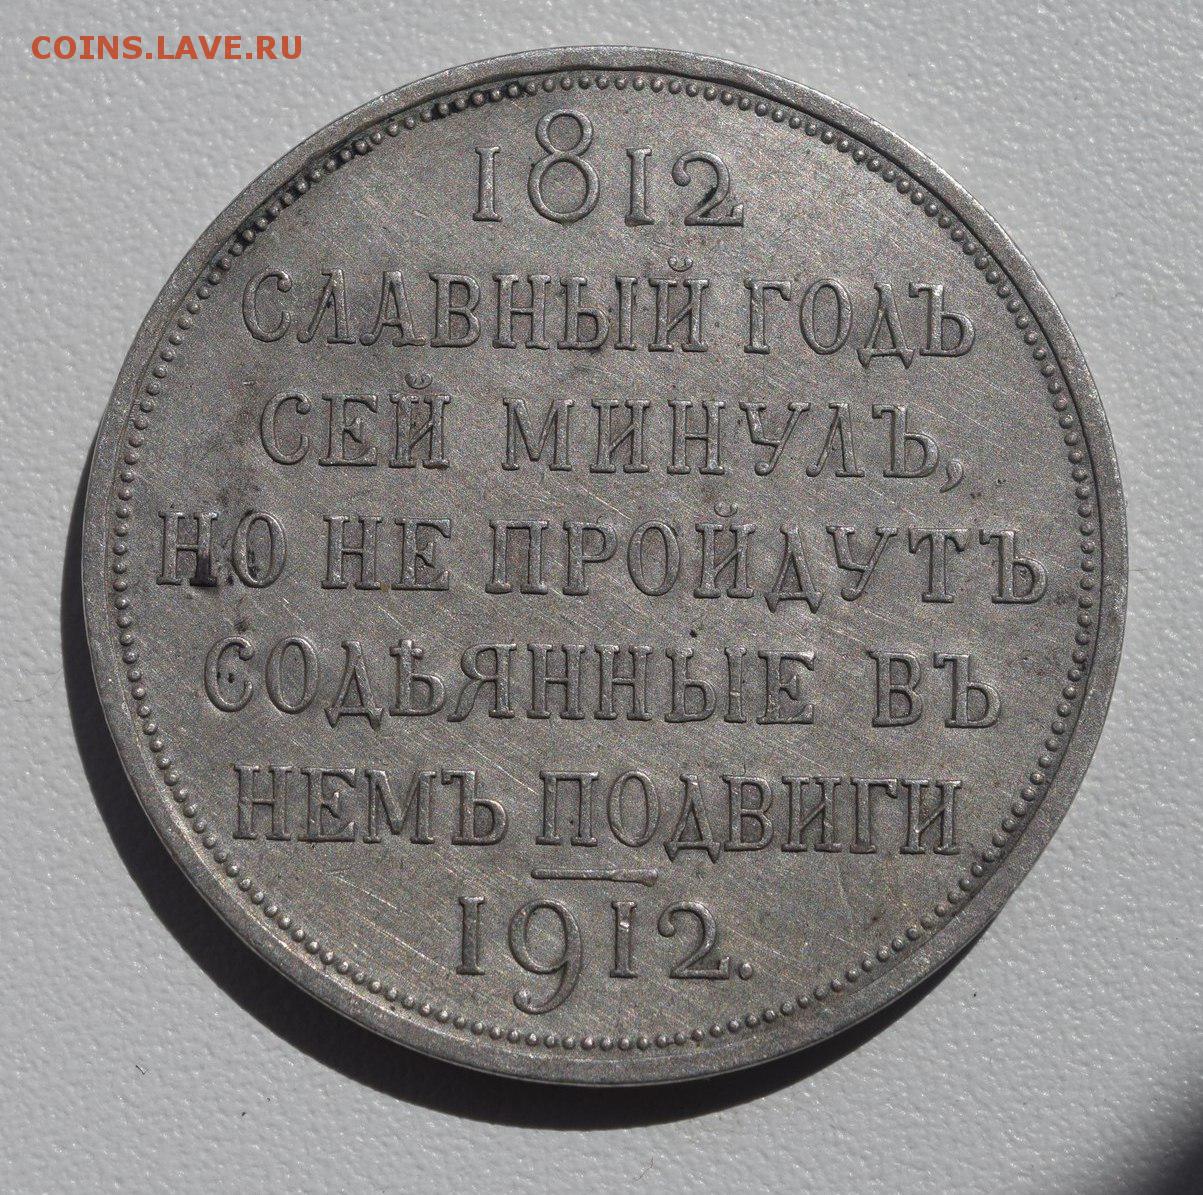 COINS.LAVE.RU
1812
СЛАВНЫЙ ГОДЪ
СЕЙ МИНУЛЪ,
НО НЕ ПРОЙДУТЪ
СОДѢЯННЫЕ ВЪ
НЕМЪ ПОДВИГИ
1912.